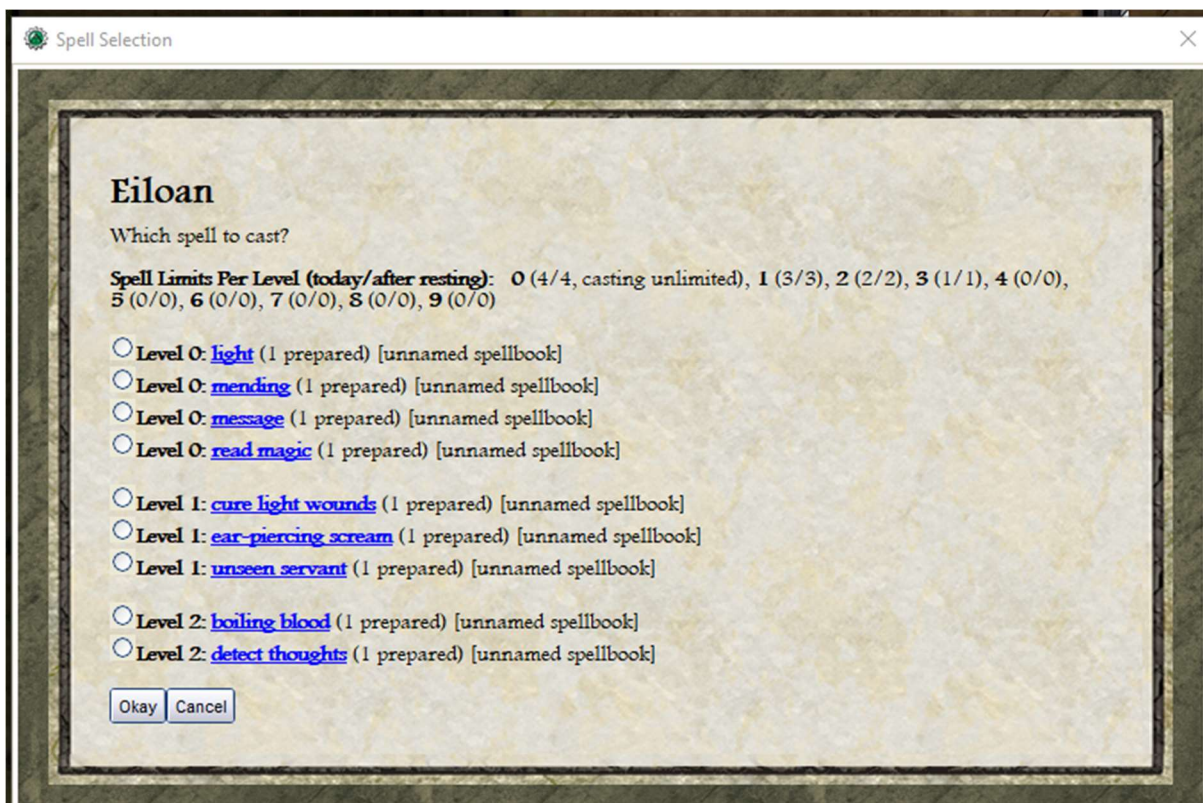 Spell Selection
Eiloan
Which spell to cast?
Spell Limits Per Level (today/after resting): 0 (4/4, casting unlimited), 1 (3/3), 2 (2/2), 3 (1/1), 4 (0/0),
5 (0/0), 6 (0/0), 7 (0/0), 8 (0/0), 9 (0/0)
Level 0: light (1 prepared) [unnamed spellbook]
Level 0: mending (1 prepared) [unnamed spellbook]
Level 0: message (1 prepared) [unnamed spellbook]
Level 0: read magic (1 prepared) [unnamed spellbook]
Level 1: cure light wounds (1 prepared) [unnamed spellbook]
Level 1: ear-piercing scream (1 prepared) [unnamed spellbook]
Level 1: unseen servant (1 prepared) [unnamed spellbook]
Level 2: boiling blood (1 prepared) [unnamed spellbook]
Level 2: detect thoughts (1 prepared) [unnamed spellbook]
Okay Cancel